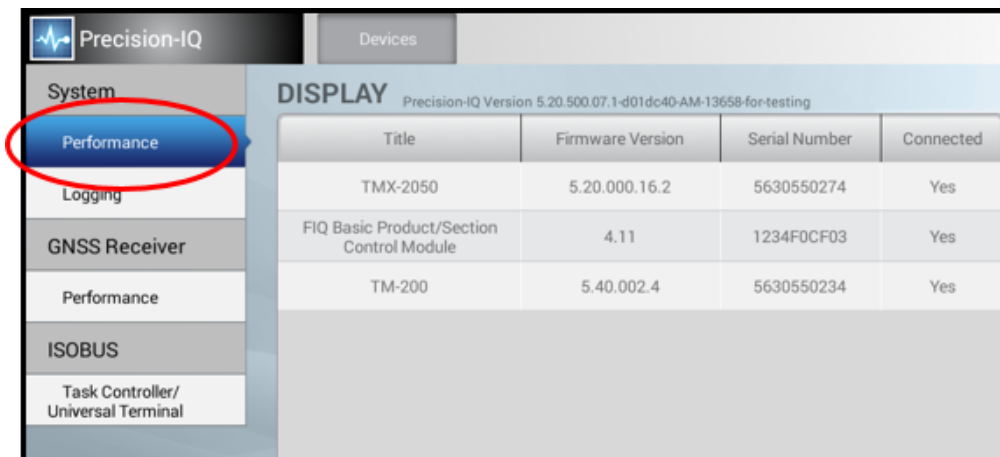 Precision-IQ
Devices
System
Performance
Logging
GNSS Receiver
Performance
ISOBUS
Task Controller/
Universal Terminal
DISPLAY Precision-IQ Version 5.20.500.07.1-d01dc40-AM-13658-for-testing
Title Firmware Version Serial Number Connected
TMX-2050 5.20.000.16.2 5630550274 Yes
FIQ Basic Product/Section
Control Module 4.11 1234F0CF03 Yes
TM-200 5.40.002.4 5630550234 Yes